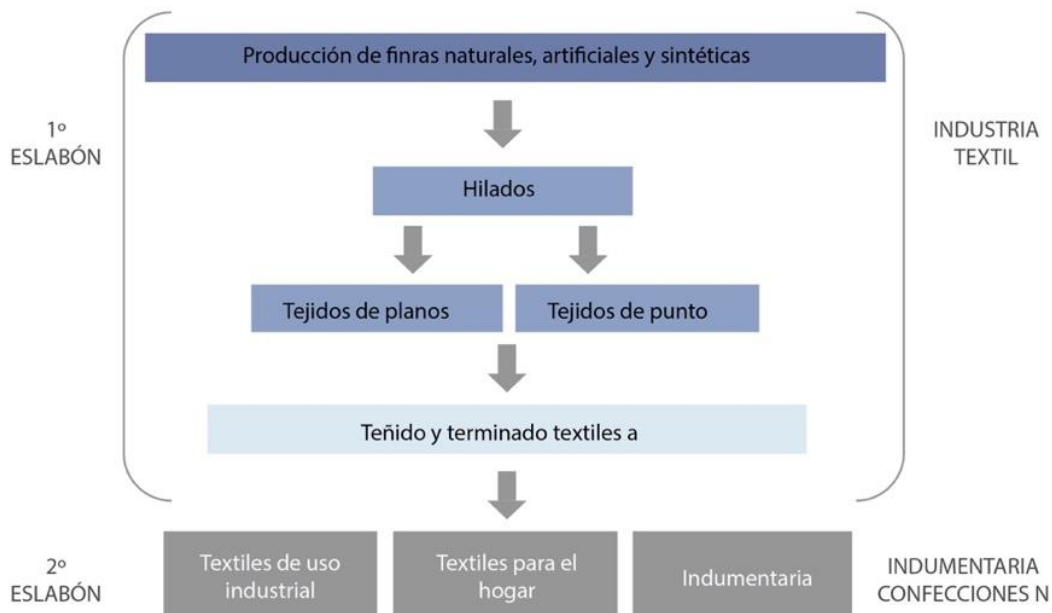 Producción de finras naturales, artificiales y sintéticas
1º
ESLABÓN
INDUSTRIA
TEXTIL
Hilados
Tejidos de planos
Tejidos de punto
Teñido y terminado textiles a
2º
ESLABÓN
Textiles de uso
industrial
Textiles para el
hogar
Indumentaria
INDUMENTARIA
CONFECCIONES N